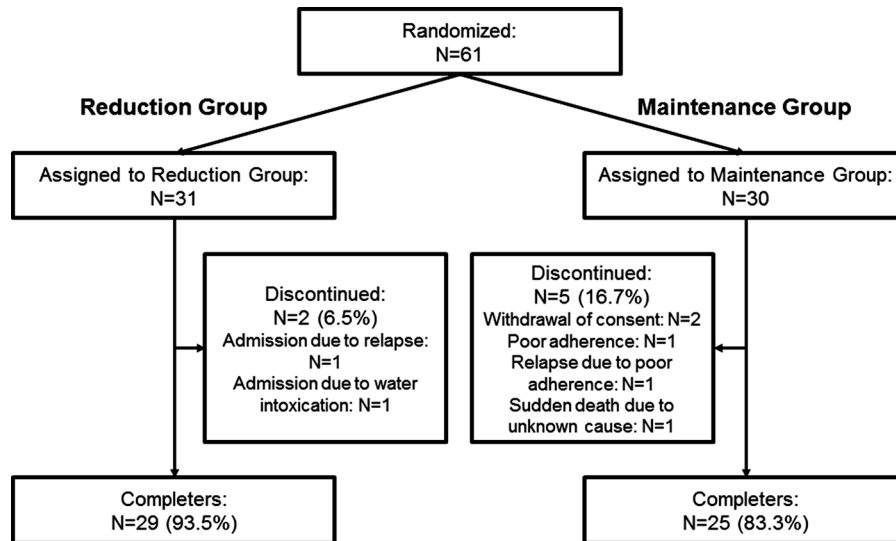 Randomized:
N=61
Reduction Group
Maintenance Group
Assigned to Reduction Group:
N=31
Assigned to Maintenance Group:
N=30
Discontinued:
N=2 (6.5%)
Admission due to relapse:
N=1
Admission due to water
intoxication: N=1
Discontinued:
N=5 (16.7%)
Withdrawal of consent: N=2
Poor adherence: N=1
Relapse due to poor
adherence: N=1
Sudden death due to
unknown cause: N=1
Completers:
N=29 (93.5%)
Completers:
N=25 (83.3%)